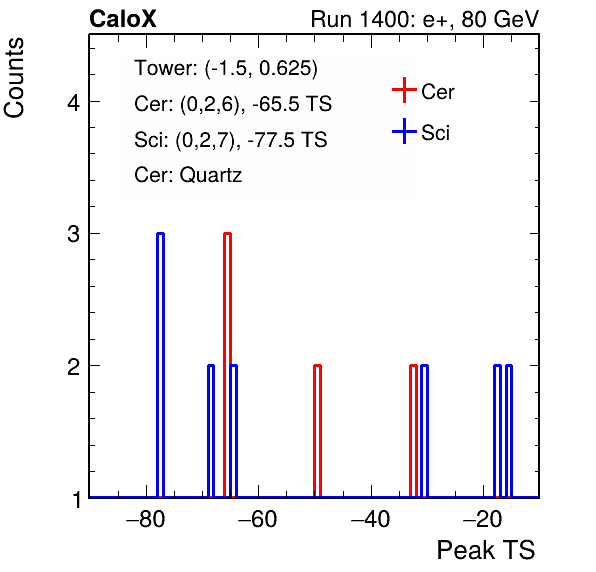 CaloX Run 1400: e+, 80 GeV
Counts
Tower: (-1.5, 0.625)
Cer: (0,2,6), -65.5 TS
Sci: (0,2,7), -77.5 TS
Cer: Quartz
Cer
Sci
4
3
2
1
−80 −60 −40 −20
Peak TS